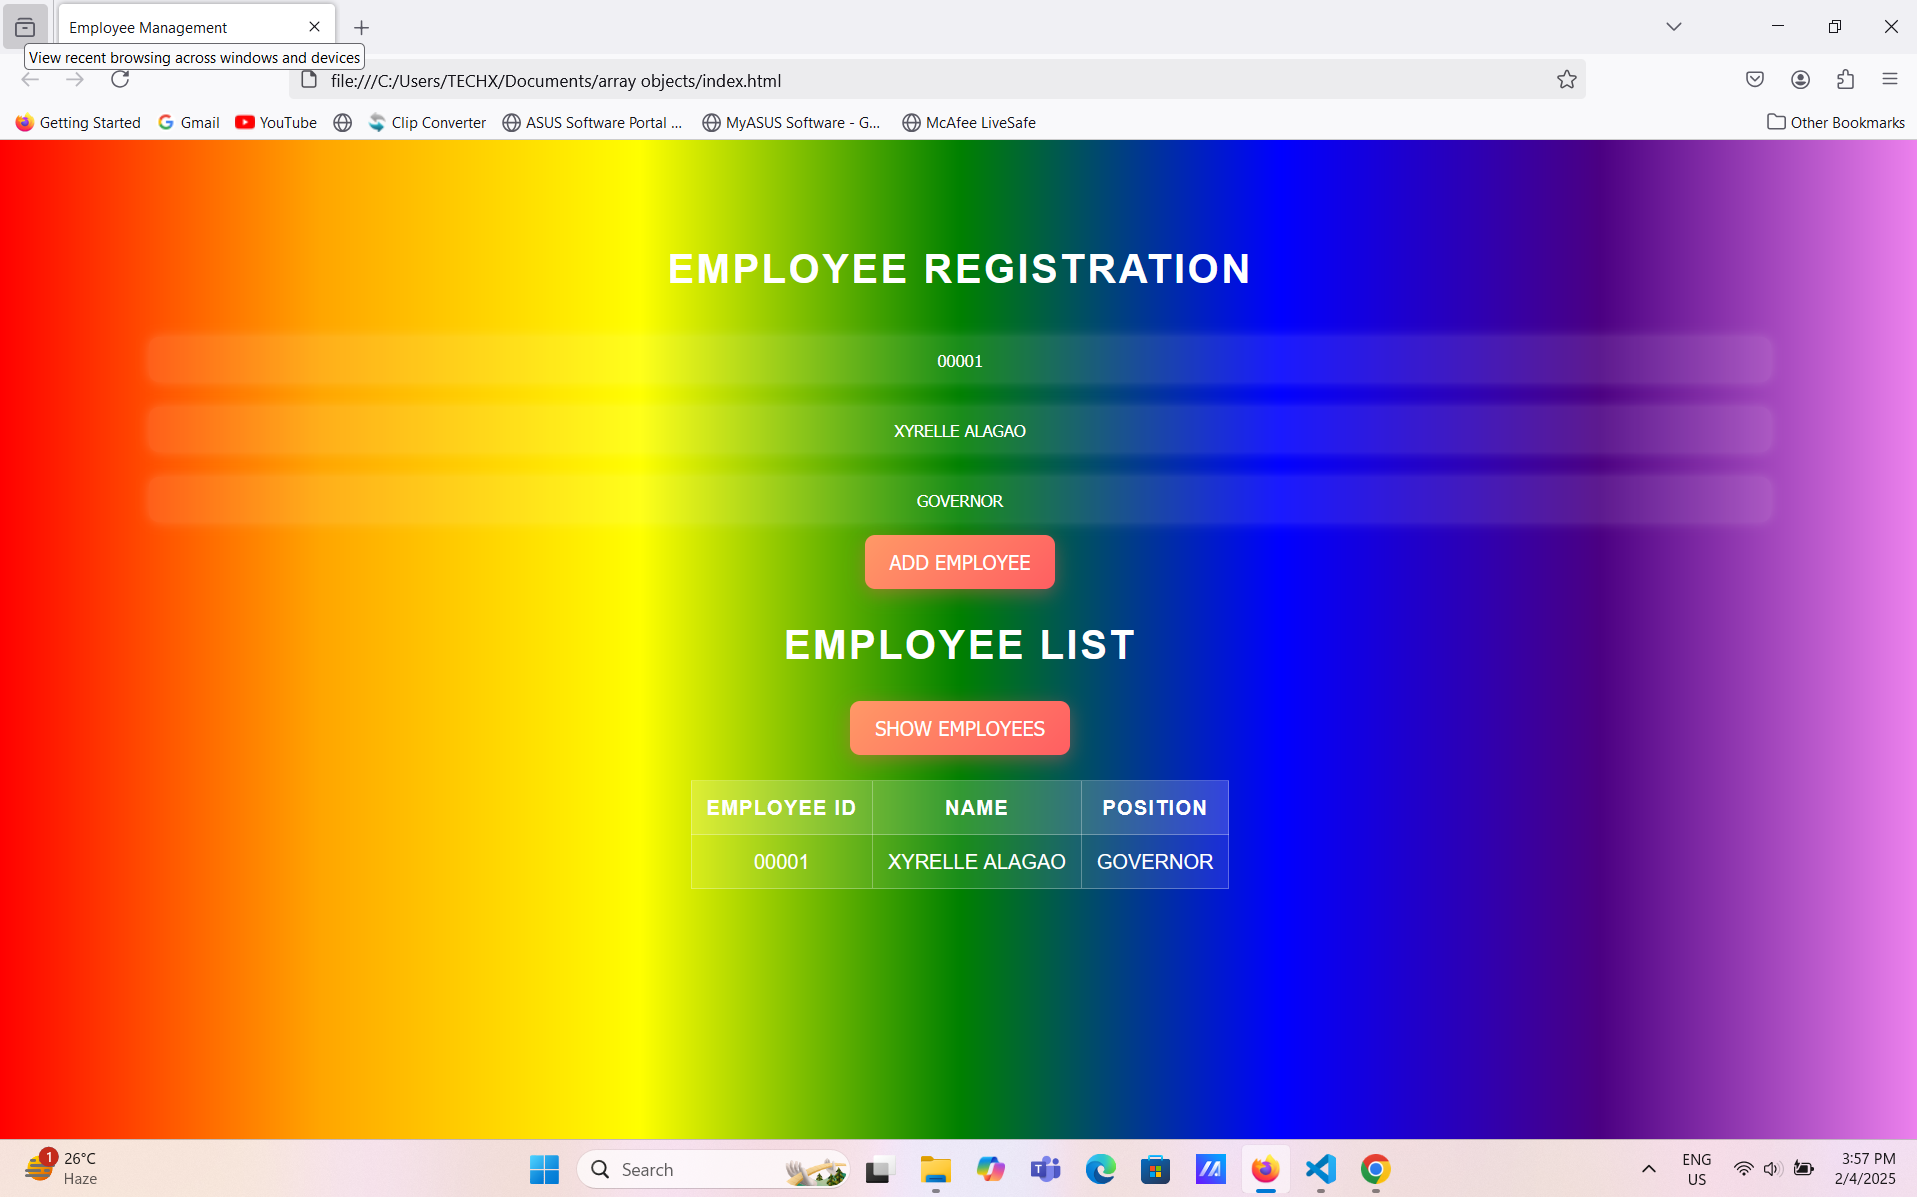 Employee Management
View recent browsing across windows and devices
file:///C:/Users/TECHX/Documents/array objects/index.html
Getting Started Gmail YouTube Clip Converter ASUS Software Portal ... MyASUS Software - G... McAfee LiveSafe Other Bookmarks
EMPLOYEE REGISTRATION
00001
XYRELLE ALAGAO
GOVERNOR
ADD EMPLOYEE
EMPLOYEE LIST
SHOW EMPLOYEES
EMPLOYEE ID NAME POSITION
00001 XYRELLE ALAGAO GOVERNOR
1
26°C
Haze
Search
ENG
US
3:57 PM
2/4/2025